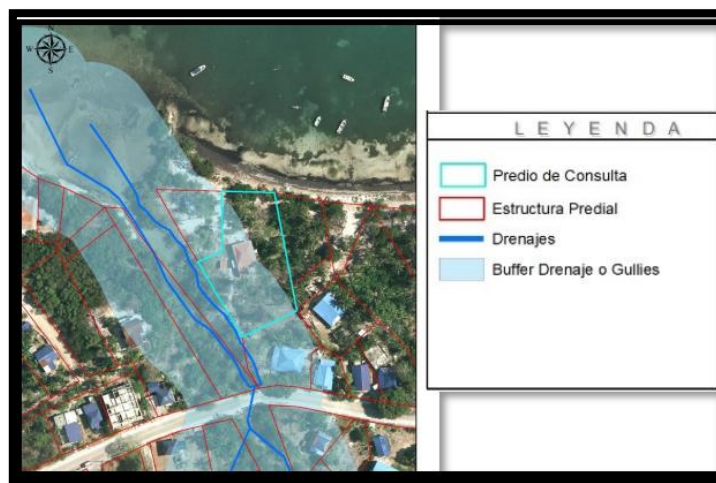 N
W E
S
L E Y E N D A
Predio de Consulta
Estructura Predial
Drenajes
Buffer Drenaje o Gullies